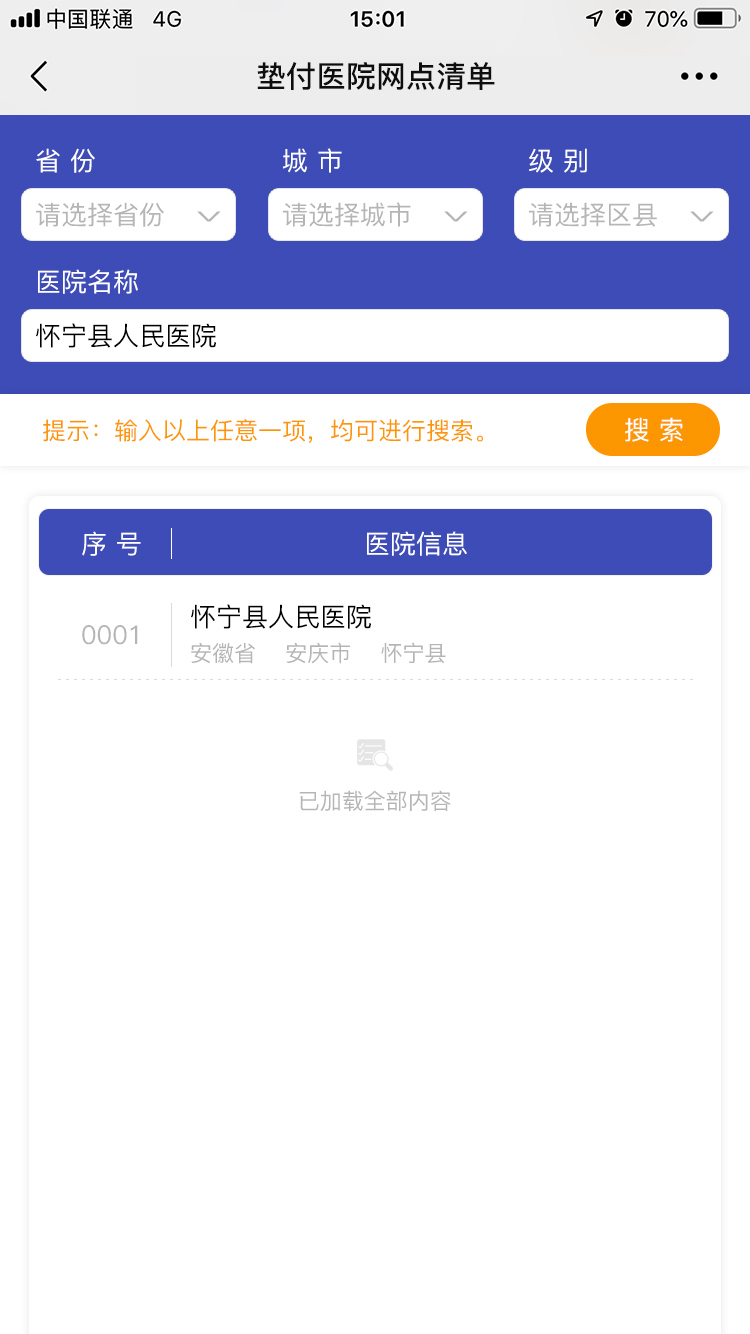 中国联通 4G 15:01 70%
垫付医院网点清单
省 份 城 市 级 别
请选择省份 请选择城市 请选择区县
医院名称
怀宁县人民医院
提示：输入以上任意一项，均可进行搜索。 搜 索
序 号 医院信息
0001 怀宁县人民医院
安徽省 安庆市 怀宁县
已加载全部内容